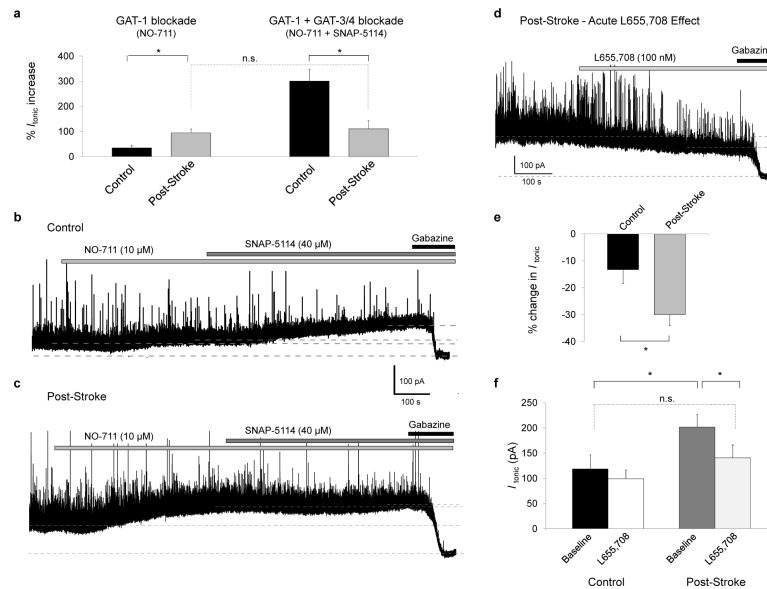 a
GAT-1 blockade
(NO-711)
GAT-1 + GAT-3/4 blockade
(NO-711 + SNAP-5114)
*
n.s.
*
% Itonic increase
400
300
200
100
0
Control
Post-Stroke
Control
Post-Stroke
b
Control
NO-711 (10 µM)
SNAP-5114 (40 µM)
Gabazine
100 pA
100 s
c
Post-Stroke
NO-711 (10 µM)
SNAP-5114 (40 µM)
Gabazine
d
Post-Stroke - Acute L655,708 Effect
L655,708 (100 nM)
Gabazine
100 pA
100 s
e
Control
Post-Stroke
% change in I tonic
0
-10
-20
-30
-40
*
f
*
*
n.s.
I tonic (pA)
250
200
150
100
50
0
Baseline
L655,708
Baseline
L655,708
Control
Post-Stroke